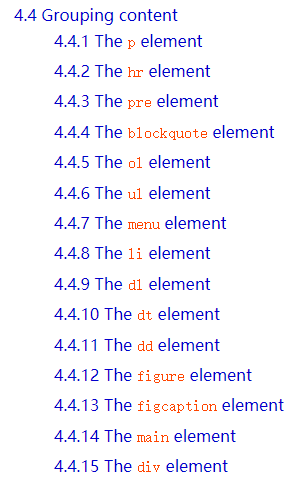 4.4 Grouping content
4.4.1 The p element
4.4.2 The hr element
4.4.3 The pre element
4.4.4 The blockquote element
4.4.5 The ol element
4.4.6 The ul element
4.4.7 The menu element
4.4.8 The li element
4.4.9 The dl element
4.4.10 The dt element
4.4.11 The dd element
4.4.12 The figure element
4.4.13 The figcaption element
4.4.14 The main element
4.4.15 The div element